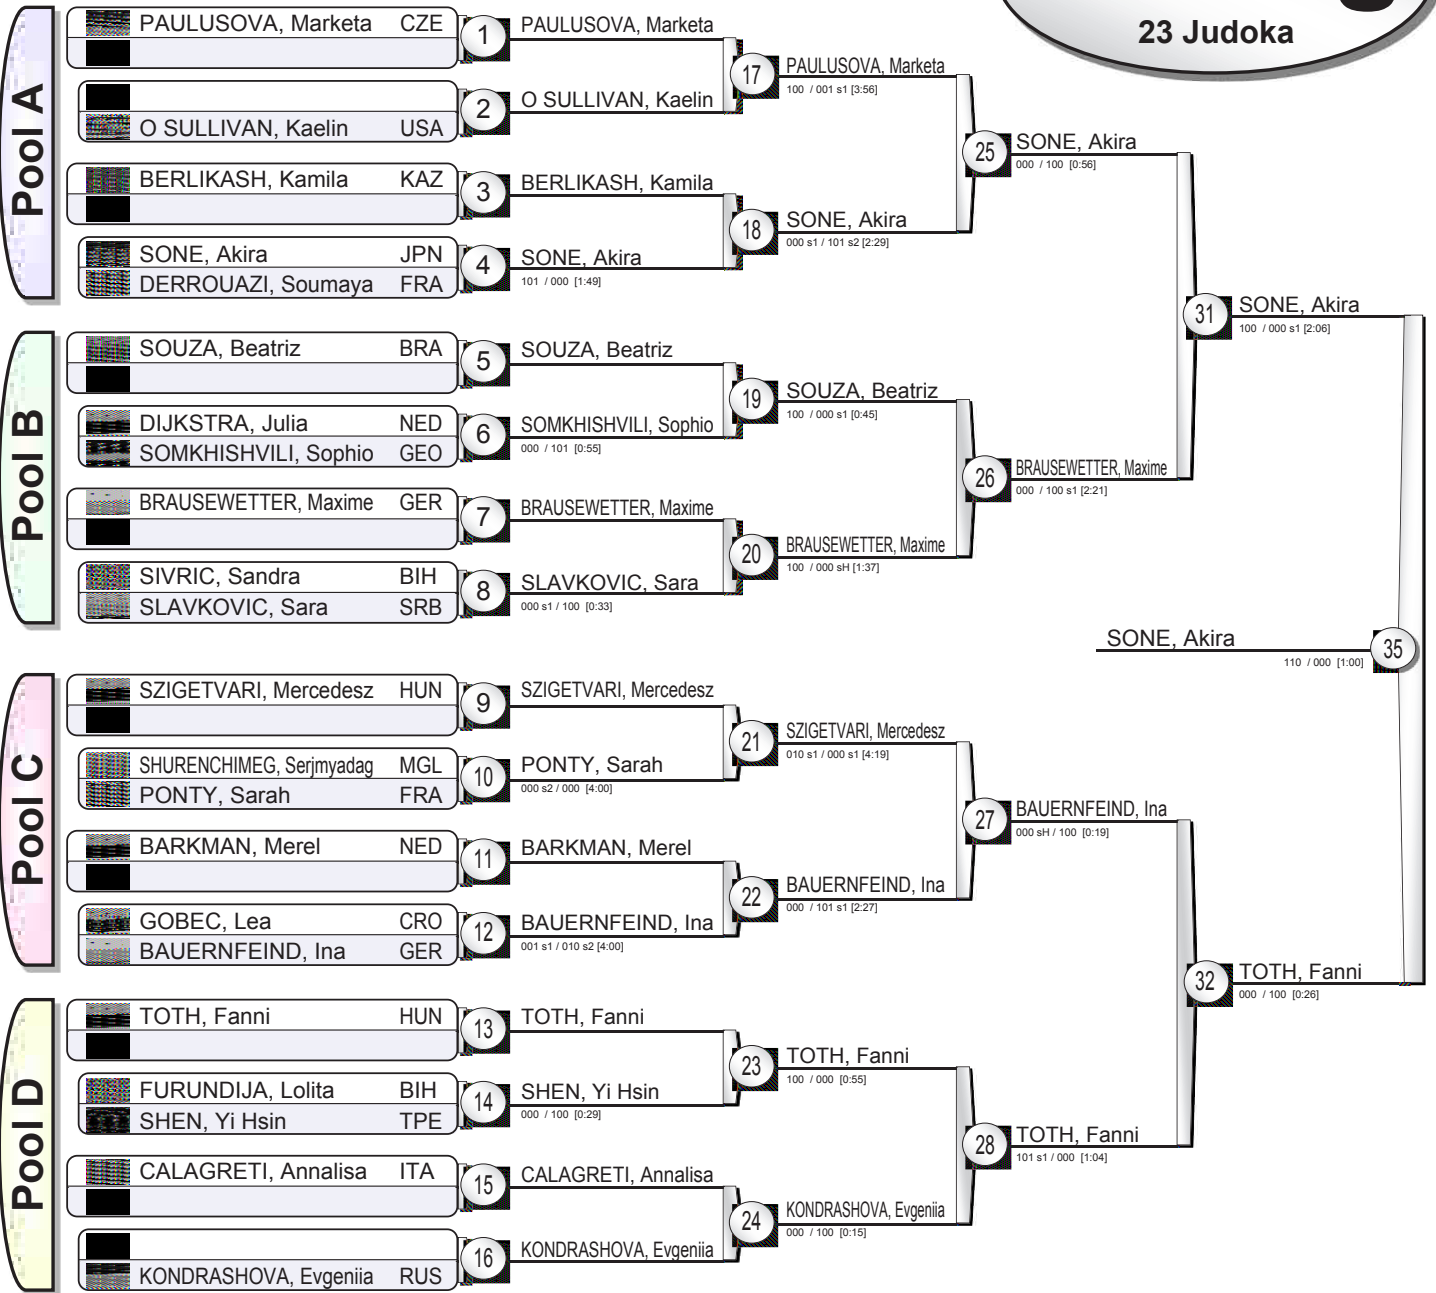 23 Judoka
Pool A
PAULUSOVA, Marketa CZE
O SULLIVAN, Kaelin USA
BERLIKASH, Kamila KAZ
SONE, Akira JPN
DERROUAZI, Soumaya FRA
1 PAULUSOVA, Marketa
2 O SULLIVAN, Kaelin
3 BERLIKASH, Kamila
4 SONE, Akira
101 / 000 [1:49]
17 PAULUSOVA, Marketa
100 / 001 s1 [3:56]
18 SONE, Akira
000 s1 / 101 s2 [2:29]
25 SONE, Akira
000 / 100 [0:56]
Pool B
SOUZA, Beatriz BRA
DIJKSTRA, Julia NED
SOMKHISHVILI, Sophio GEO
BRAUSEWETTER, Maxime GER
SIVRIC, Sandra BIH
SLAVKOVIC, Sara SRB
5 SOUZA, Beatriz
6 SOMKHISHVILI, Sophio
000 / 101 [0:55]
7 BRAUSEWETTER, Maxime
8 SLAVKOVIC, Sara
000 s1 / 100 [0:33]
19 SOUZA, Beatriz
100 / 000 s1 [0:45]
20 BRAUSEWETTER, Maxime
100 / 000 sH [1:37]
26 BRAUSEWETTER, Maxime
000 / 100 s1 [2:21]
31 SONE, Akira
100 / 000 s1 [2:06]
SONE, Akira 35
110 / 000 [1:00]
Pool C
SZIGETVARI, Mercedesz HUN
SHURENCHIMEG, Serjmyadag MGL
PONTY, Sarah FRA
BARKMAN, Merel NED
GOBEC, Lea CRO
BAUERNFEIND, Ina GER
9 SZIGETVARI, Mercedesz
10 PONTY, Sarah
000 s2 / 000 [4:00]
11 BARKMAN, Merel
12 BAUERNFEIND, Ina
001 s1 / 010 s2 [4:00]
21 SZIGETVARI, Mercedesz
010 s1 / 000 s1 [4:19]
22 BAUERNFEIND, Ina
000 / 101 s1 [2:27]
27 BAUERNFEIND, Ina
000 sH / 100 [0:19]
Pool D
TOTH, Fanni HUN
FURUNDIJA, Lolita BIH
SHEN, Yi Hsin TPE
CALAGRETI, Annalisa ITA
KONDRASHOVA, Evgeniia RUS
13 TOTH, Fanni
14 SHEN, Yi Hsin
000 / 100 [0:29]
15 CALAGRETI, Annalisa
16 KONDRASHOVA, Evgeniia
23 TOTH, Fanni
100 / 000 [0:55]
24 KONDRASHOVA, Evgeniia
000 / 100 [0:15]
28 TOTH, Fanni
101 s1 / 000 [1:04]
32 TOTH, Fanni
000 / 100 [0:26]